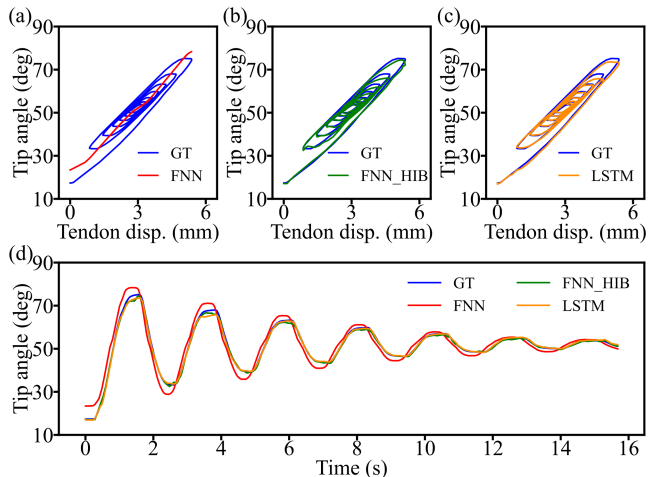 (a)
(b)
(c)
90
70
50
30
10
Tip angle (deg)
GT
FNN
0
3
6
Tendon disp. (mm)
90
70
50
30
10
Tip angle (deg)
GT
FNN_HIB
0
3
6
Tendon disp. (mm)
90
70
50
30
10
Tip angle (deg)
GT
LSTM
0
3
6
Tendon disp. (mm)
(d)
90
70
50
30
10
Tip angle (deg)
GT
FNN
FNN_HIB
LSTM
0
2
4
6
8
10
12
14
16
Time (s)